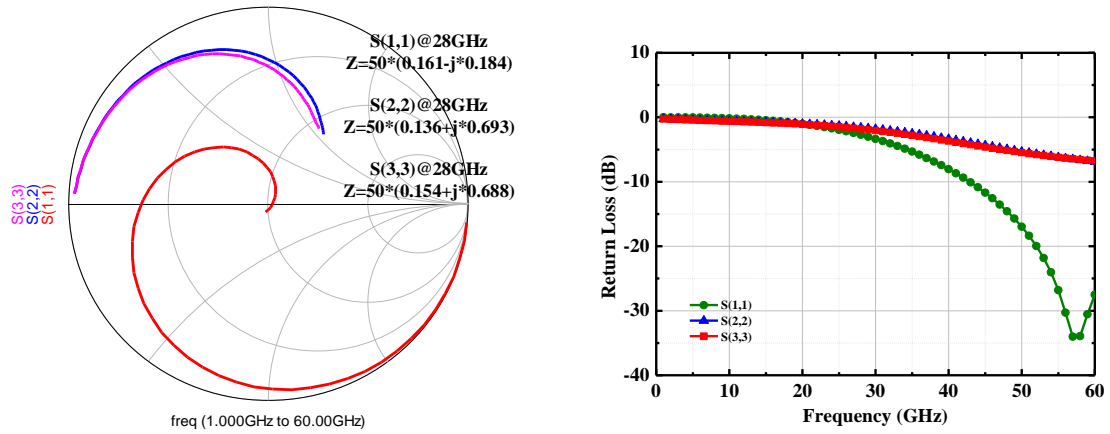 S(1,1)@28GHz
Z=50*(0.161-j*0.184)
S(2,2)@28GHz
Z=50*(0.136+j*0.693)
S(3,3)@28GHz
Z=50*(0.154+j*0.688)
S(3,3)
S(2,2)
S(1,1)
freq (1.000GHz to 60.00GHz)
10
0
-10
-20
-30
-40
Return Loss (dB)
S(1,1)
S(2,2)
S(3,3)
0 10 20 30 40 50 60
Frequency (GHz)